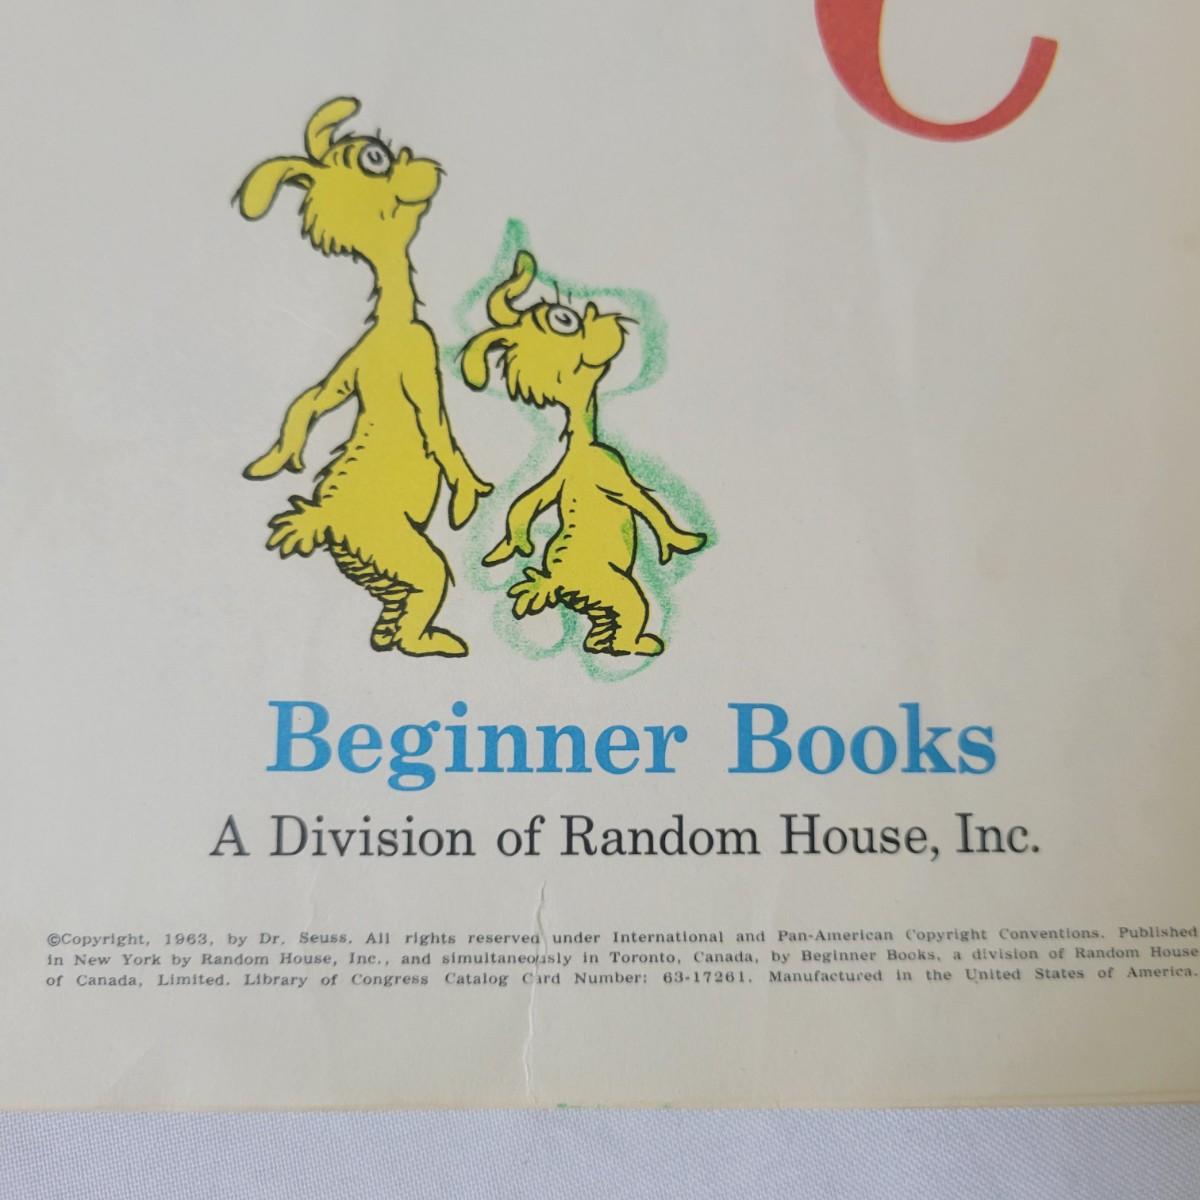 Beginner Books
A Division of Random House, Inc.
©Copyright, 1963, by Dr. Seuss. All rights reserved under International and Pan-American Copyright Conventions. Published
in New York by Random House, Inc., and simultaneously in Toronto, Canada, by Beginner Books, a division of Random House
of Canada, Limited. Library of Congress Catalog Card Number: 63-17261. Manufactured in the United States of America.